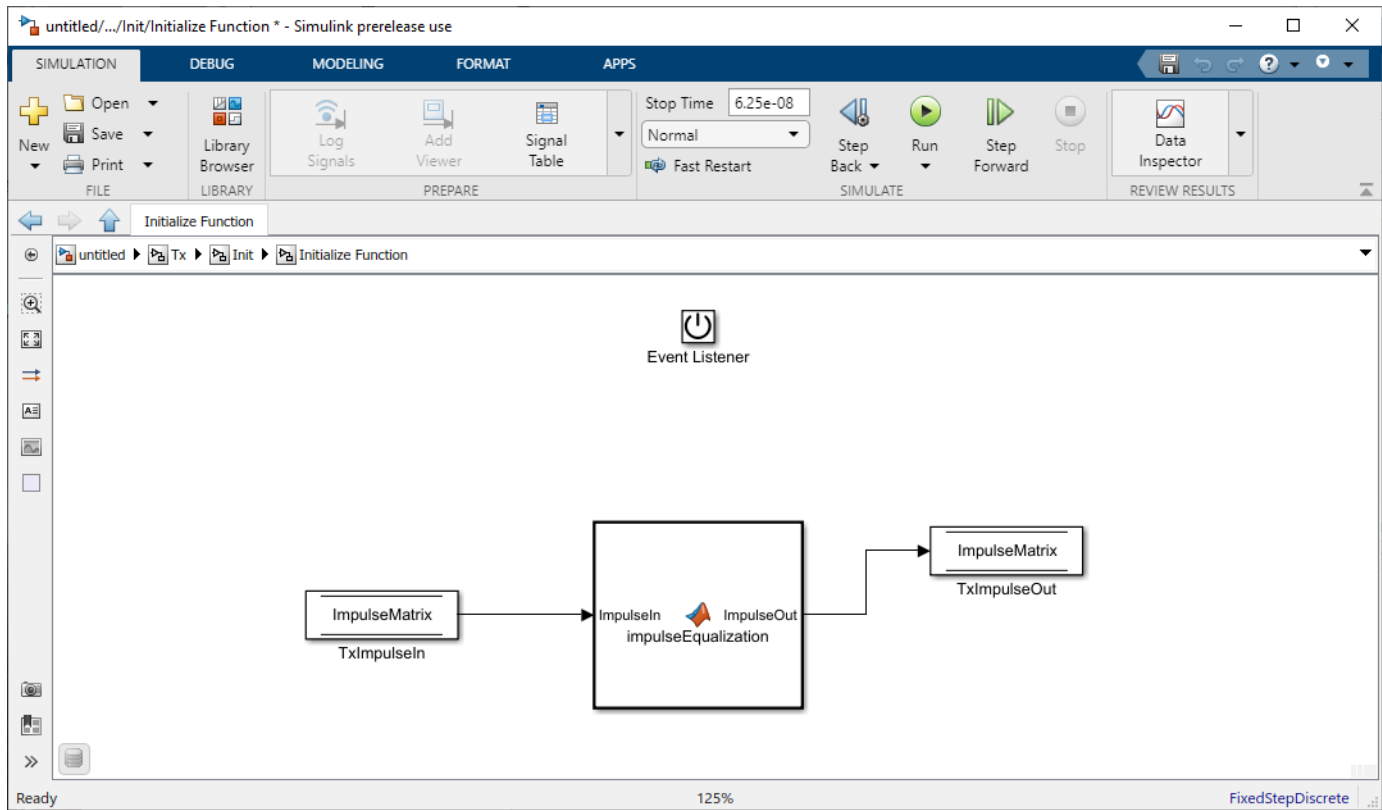 untitled/.../Init/Initialize Function * - Simulink prerelease use
SIMULATION DEBUG MODELING FORMAT APPS
New
Open
Save
Print
FILE
Library
Browser
LIBRARY
Log
Signals
Add
Viewer
Signal
Table
PREPARE
Stop Time 6.25e-08
Normal
Fast Restart
Step
Back
Run
Step
Forward
Stop
SIMULATE
Data
Inspector
REVIEW RESULTS
Initialize Function
untitled Tx Init Initialize Function
Event Listener
ImpulseMatrix
TxImpulseIn
ImpulseIn ImpulseOut
impulseEqualization
ImpulseMatrix
TxImpulseOut
Ready 125% FixedStepDiscrete